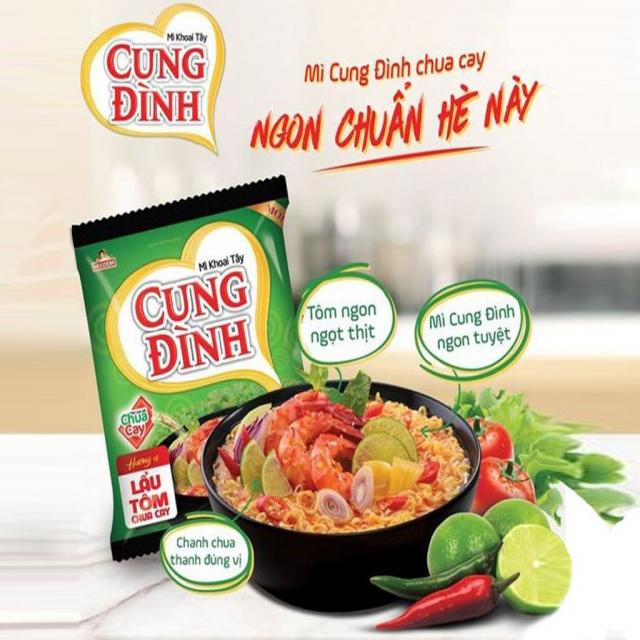 Mì Khoai Tây
CUNG
ĐÌNH
Mì Cung Đình chua cay
NGON CHUẨN HÈ NÀY
MỚI
Mì Khoai Tây
CUNG
ĐÌNH
Tôm ngon
ngọt thịt
Mì Cung Đình
ngon tuyệt
Chua
Cay
Hương vị
LẨU
TÔM
CHUA CAY
Chanh chua
thanh đúng vị